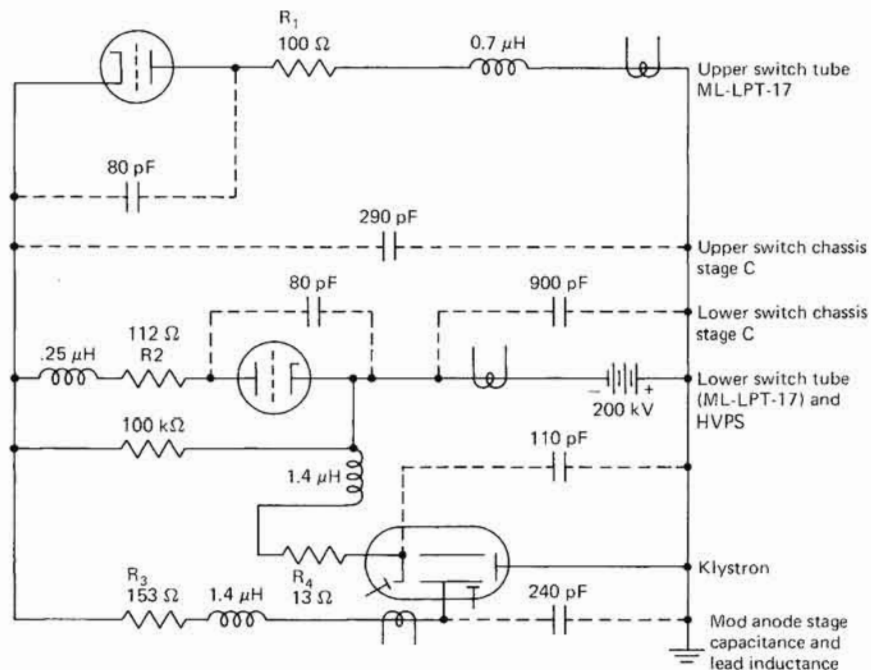 R1
100 Ω
0.7 μH
Upper switch tube
ML-LPT-17
80 pF
290 pF
Upper switch chassis
stage C
80 pF
900 pF
Lower switch chassis
stage C
112 Ω
.25 μH
R2
Lower switch tube
(ML-LPT-17) and
HVPS
− +
200 kV
100 kΩ
110 pF
1.4 μH
Klystron
R3
153 Ω
1.4 μH
R4
13 Ω
240 pF
Mod anode stage
capacitance and
lead inductance